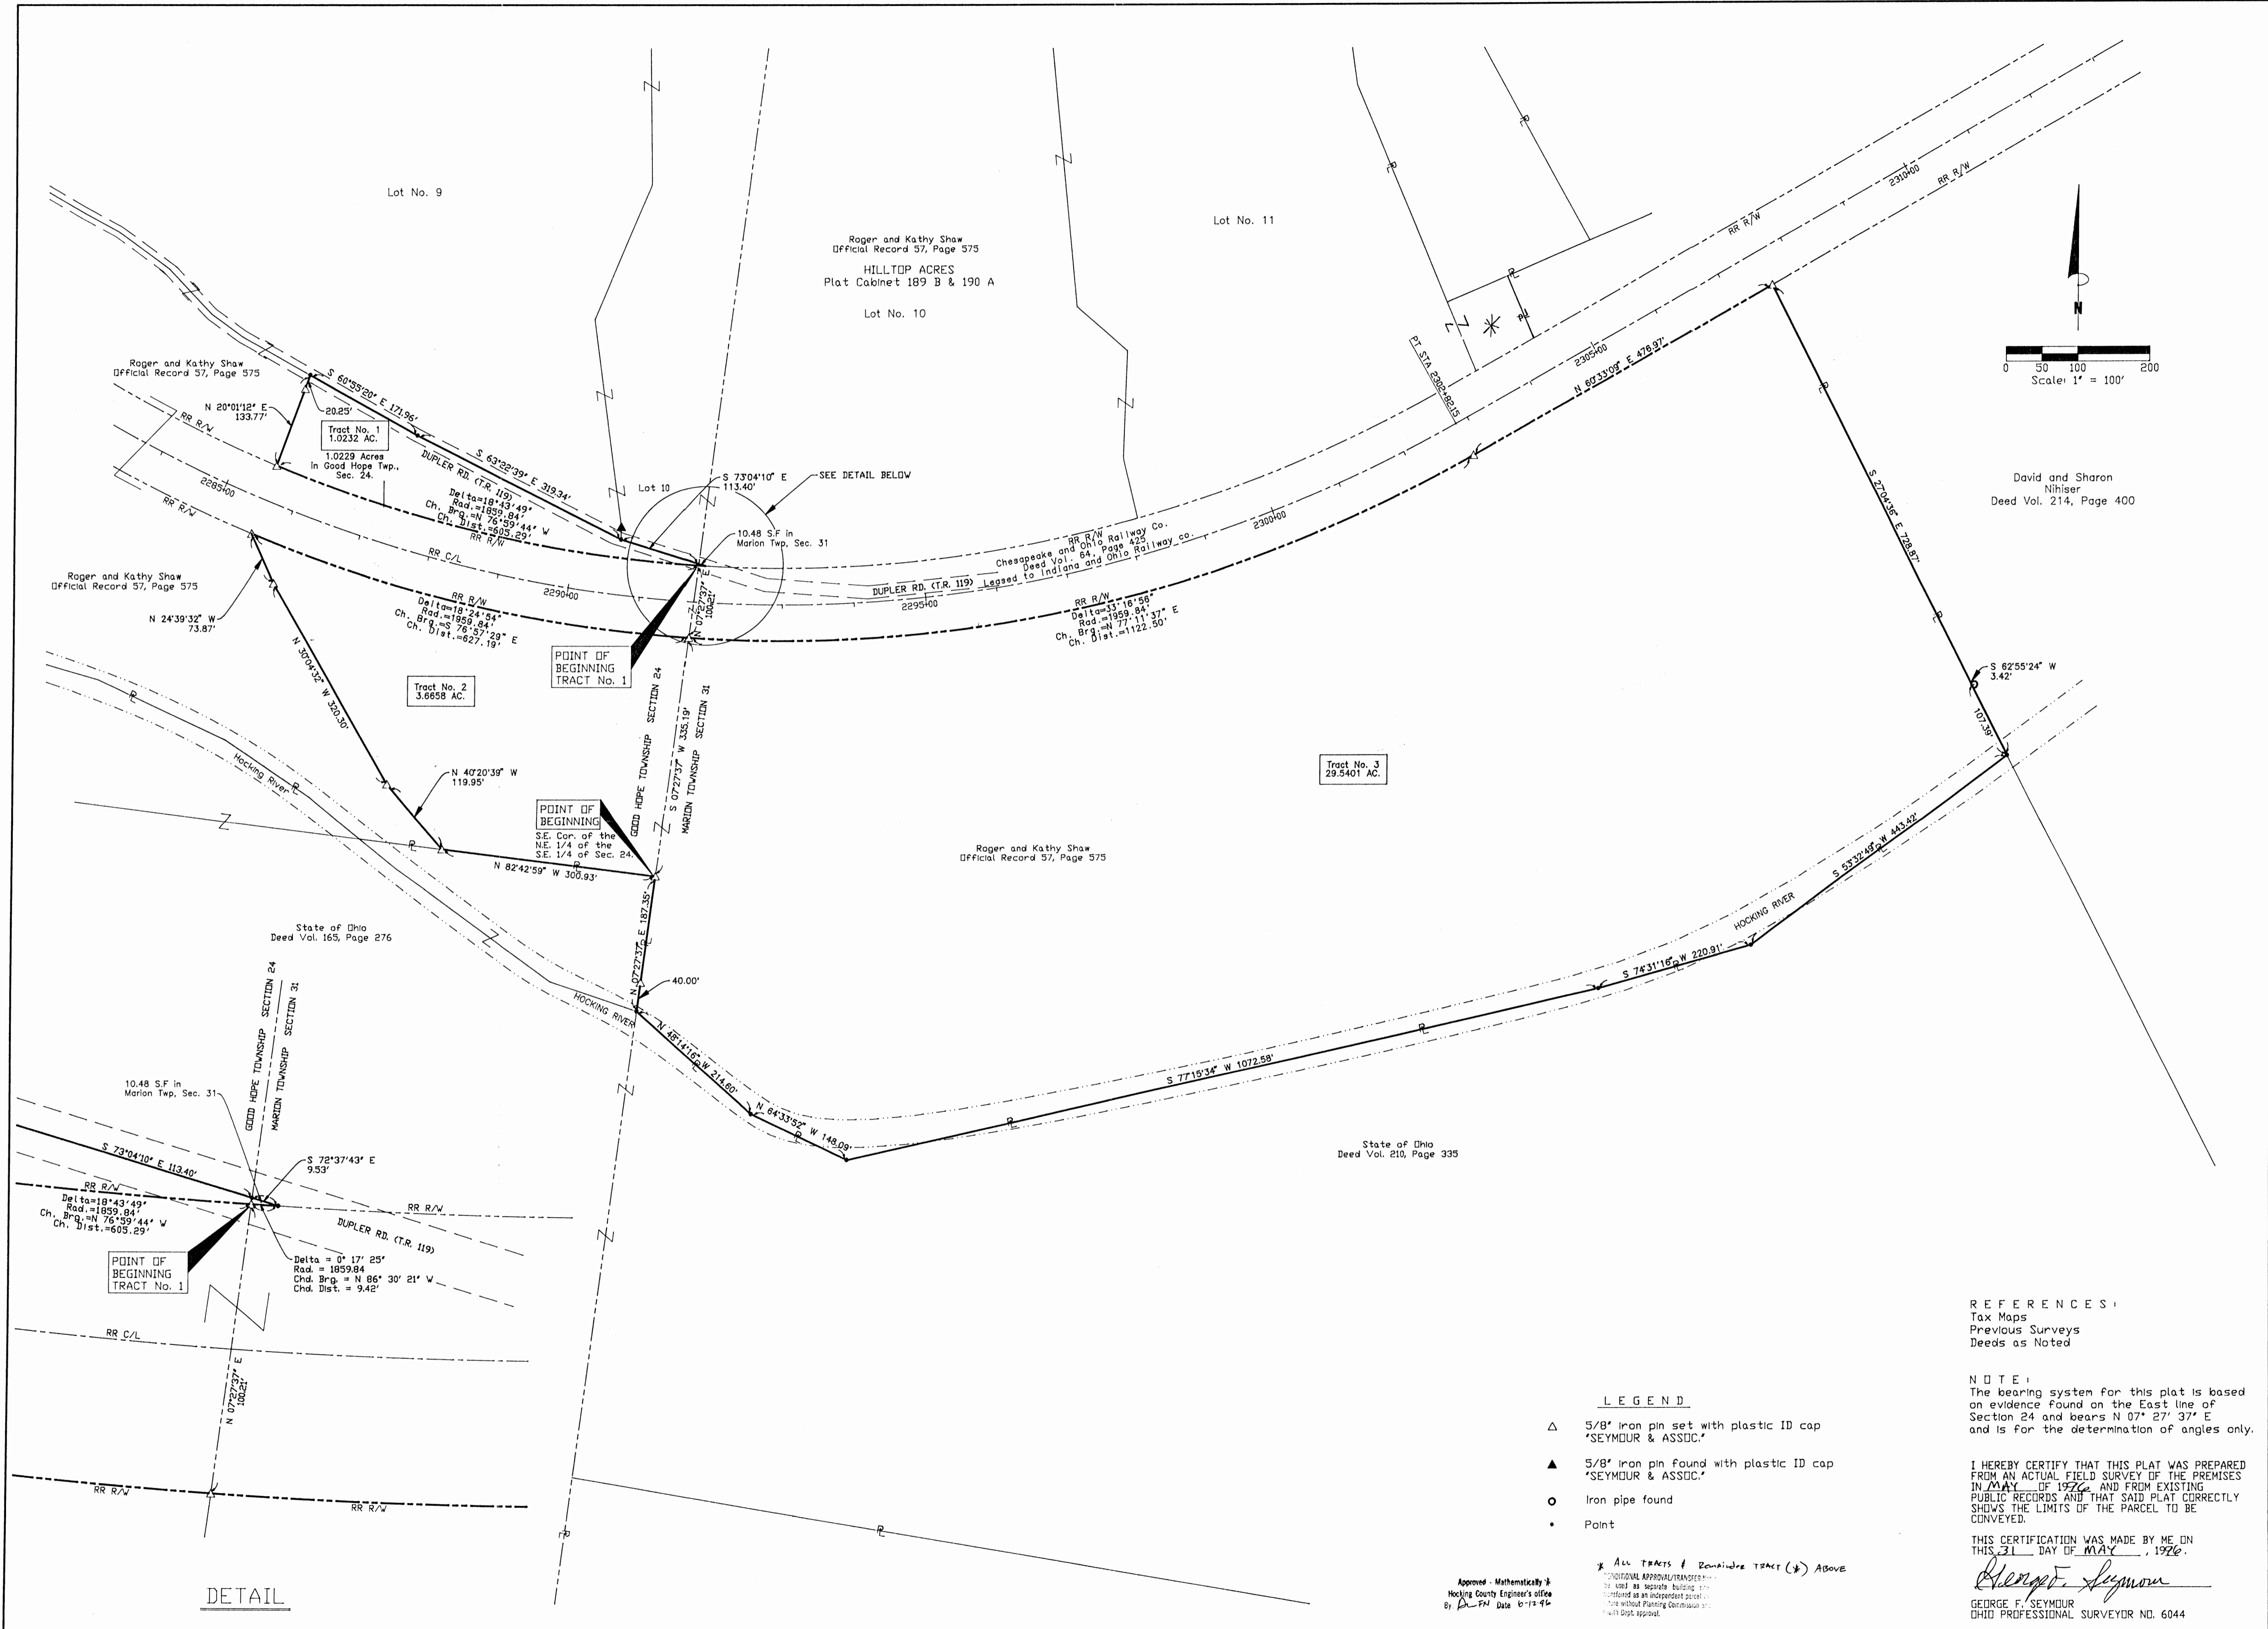 Lot No. 9
Roger and Kathy Shaw
Official Record 57, Page 575
HILLTOP ACRES
Plat Cabinet 189 B & 190 A
Lot No. 10
Lot No. 11
RR R/W
2310+00
RR R/W
N
0 50 100 200
Scale: 1" = 100'
PT STA 2302+82.15
2305+00
N 60°33'09" E 476.97'
Roger and Kathy Shaw
Official Record 57, Page 575
N 20°01'12" E
133.77'
S 60°55'20" E 171.96'
20.25'
RR R/W
Tract No. 1
1.0232 AC.
1.0229 Acres
in Good Hope Twp.,
Sec. 24.
DUPLER RD. (T.R. 119)
S 63°22'39" E 319.34'
Delta=18°43'49"
Rad.=1859.84'
Ch. Brg.=N 76°59'44" W
Ch. Dist.=605.29'
RR R/W
2285+00
RR R/W
Lot 10
S 73°04'10" E
113.40'
SEE DETAIL BELOW
10.48 S.F in
Marion Twp, Sec. 31
RR C/L
2290+00
RR R/W
Chesapeake and Ohio Railway Co.
Deed Vol. 64, Page 425
Leased to Indiana and Ohio Railway co.
DUPLER RD. (T.R. 119)
2295+00
2300+00
David and Sharon
Nihiser
Deed Vol. 214, Page 400
S 27°04'36" E 728.87'
Roger and Kathy Shaw
Official Record 57, Page 575
N 24°39'32" W
73.87'
RR R/W
Delta=18°24'54"
Rad.=1959.84'
Ch. Brg.=S 76°57'29" E
Ch. Dist.=627.19'
N 07°27'37" E
100.21'
RR R/W
Delta=33°16'56"
Rad.=1959.84'
Ch. Brg.=N 77°11'37" E
Ch. Dist.=1122.50'
N 30°04'32" W 320.30'
POINT OF
BEGINNING
TRACT No. 1
Tract No. 2
3.6658 AC.
GOOD HOPE TOWNSHIP SECTION 24
S 07°27'37" W 335.19'
MARION TOWNSHIP SECTION 31
S 62°55'24" W
3.42'
107.39'
Hocking River
N 40°20'39" W
119.95'
Tract No. 3
29.5401 AC.
POINT OF
BEGINNING
S.E. Cor. of the
N.E. 1/4 of the
S.E. 1/4 of Sec. 24.
N 82°42'59" W 300.93'
Roger and Kathy Shaw
Official Record 57, Page 575
S 53°32'49" W 443.42'
HOCKING RIVER
State of Ohio
Deed Vol. 165, Page 276
N 07°27'37" E 187.35'
40.00'
HOCKING RIVER
S 74°31'16" W 220.91'
N 48°14'16" W 214.60'
S 77°15'34" W 1072.58'
N 64°33'52" W 148.09'
State of Ohio
Deed Vol. 210, Page 335
GOOD HOPE TOWNSHIP SECTION 24
MARION TOWNSHIP SECTION 31
10.48 S.F in
Marion Twp, Sec. 31
S 73°04'10" E 113.40'
S 72°37'43" E
9.53'
RR R/W
Delta=18°43'49"
Rad.=1859.84'
Ch. Brg.=N 76°59'44" W
Ch. Dist.=605.29'
RR R/W
DUPLER RD. (T.R. 119)
POINT OF
BEGINNING
TRACT No. 1
Delta = 0° 17' 25"
Rad. = 1859.84
Chd. Brg. = N 86° 30' 21" W
Chd. Dist. = 9.42'
RR C/L
N 07°27'37" E
100.21'
RR R/W
RR R/W
DETAIL
LEGEND
5/8" iron pin set with plastic ID cap
"SEYMOUR & ASSOC."
5/8" iron pin found with plastic ID cap
"SEYMOUR & ASSOC."
Iron pipe found
Point
* ALL TRACTS & Remainder TRACT (*) ABOVE
CONDITIONAL APPROVAL/TRANSFER
be used as separate building
transferred as an independent parcel
without Planning Commission
Dept. approval.
Approved - Mathematically *
Hocking County Engineer's office
By Date 6-12-96
REFERENCES:
Tax Maps
Previous Surveys
Deeds as Noted
NOTE:
The bearing system for this plat is based
on evidence found on the East line of
Section 24 and bears N 07° 27' 37" E
and is for the determination of angles only.
I HEREBY CERTIFY THAT THIS PLAT WAS PREPARED
FROM AN ACTUAL FIELD SURVEY OF THE PREMISES
IN MAY OF 1996 AND FROM EXISTING
PUBLIC RECORDS AND THAT SAID PLAT CORRECTLY
SHOWS THE LIMITS OF THE PARCEL TO BE
CONVEYED.
THIS CERTIFICATION WAS MADE BY ME ON
THIS 31 DAY OF MAY, 1996.
George F. Seymour
GEORGE F. SEYMOUR
OHIO PROFESSIONAL SURVEYOR NO. 6044